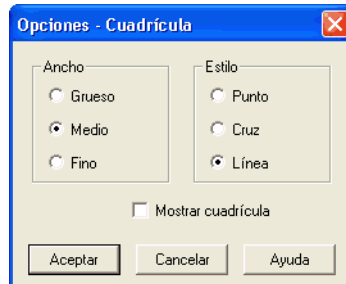 Opciones - Cuadrícula
Ancho
Estilo
Grueso
Punto
Medio
Cruz
Fino
Línea
Mostrar cuadrícula
Aceptar
Cancelar
Ayuda